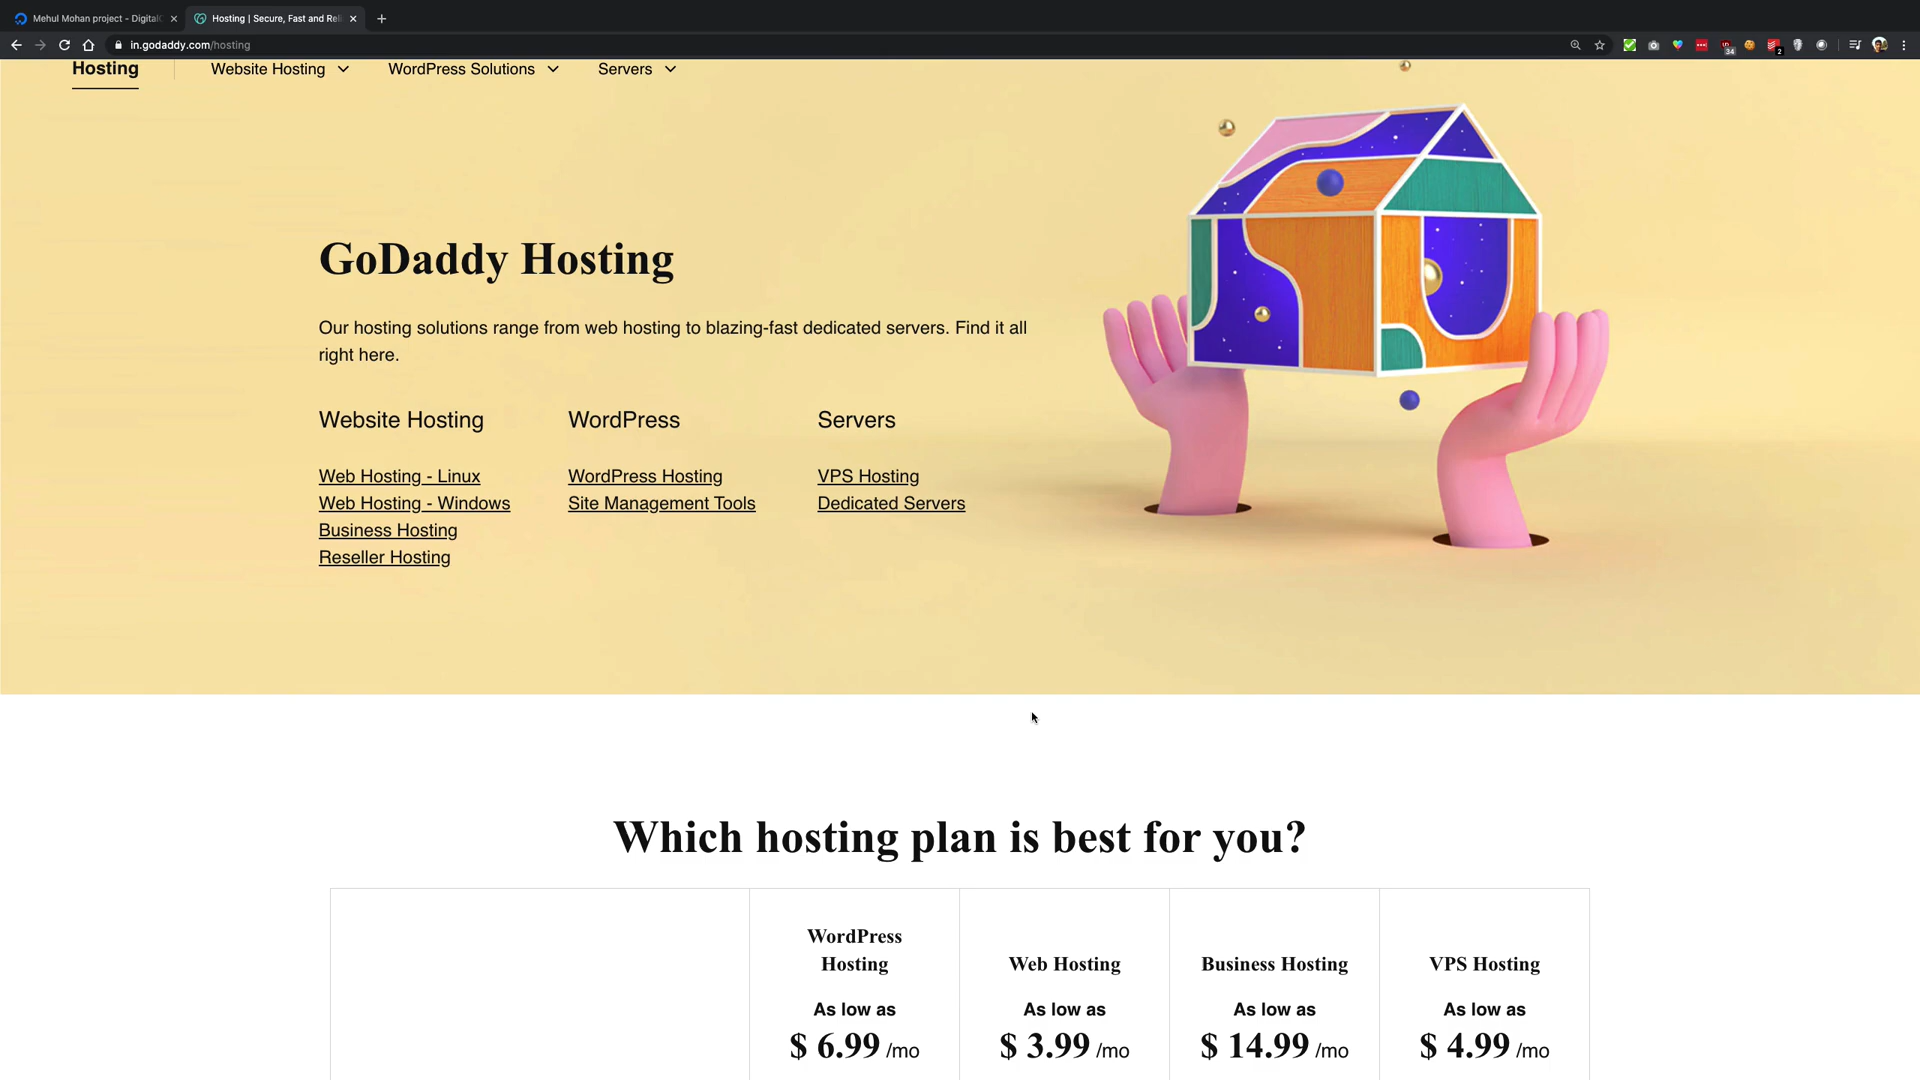 Mehul Mohan project - Digital
Hosting | Secure, Fast and Reli
in.godaddy.com/hosting
34
2
Hosting
Website Hosting
WordPress Solutions
Servers
GoDaddy Hosting
Our hosting solutions range from web hosting to blazing-fast dedicated servers. Find it all
right here.
Website Hosting
Web Hosting - Linux
Web Hosting - Windows
Business Hosting
Reseller Hosting
WordPress
WordPress Hosting
Site Management Tools
Servers
VPS Hosting
Dedicated Servers
Which hosting plan is best for you?
WordPress
Hosting
As low as
$ 6.99 /mo
Web Hosting
As low as
$ 3.99 /mo
Business Hosting
As low as
$ 14.99 /mo
VPS Hosting
As low as
$ 4.99 /mo